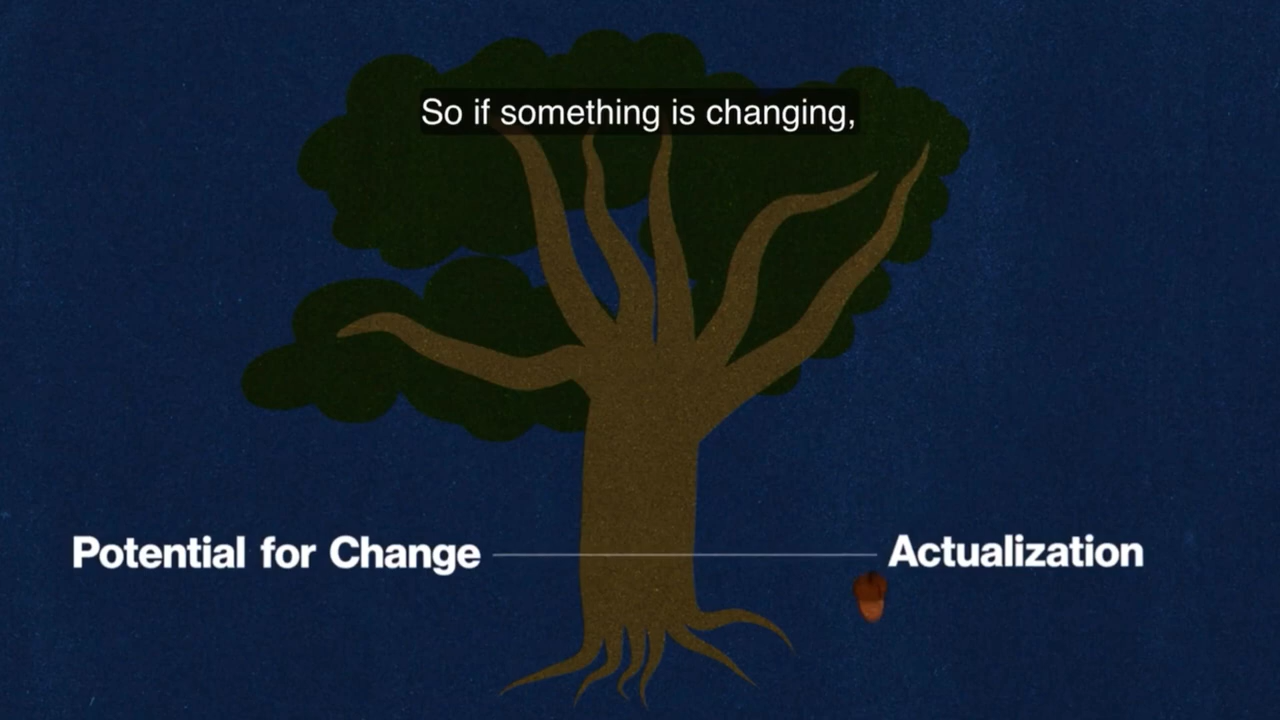 So if something is changing,
Potential for Change
Actualization